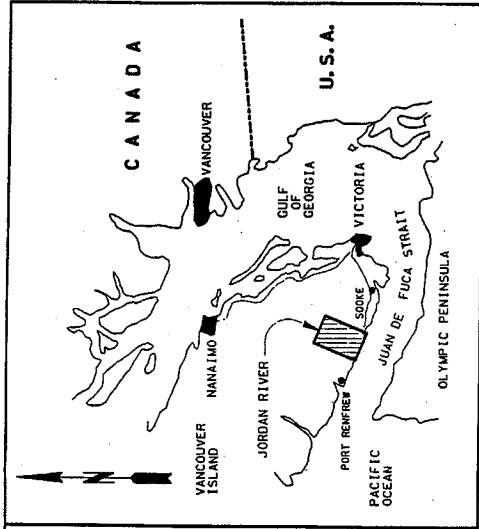 N
CANADA
U.S.A.
VANCOUVER
GULF
OF
GEORGIA
VICTORIA
NANAIMO
VANCOUVER
ISLAND
JORDAN RIVER
SOOKE
PORT RENFREW
JUAN DE FUCA STRAIT
PACIFIC
OCEAN
OLYMPIC PENINSULA